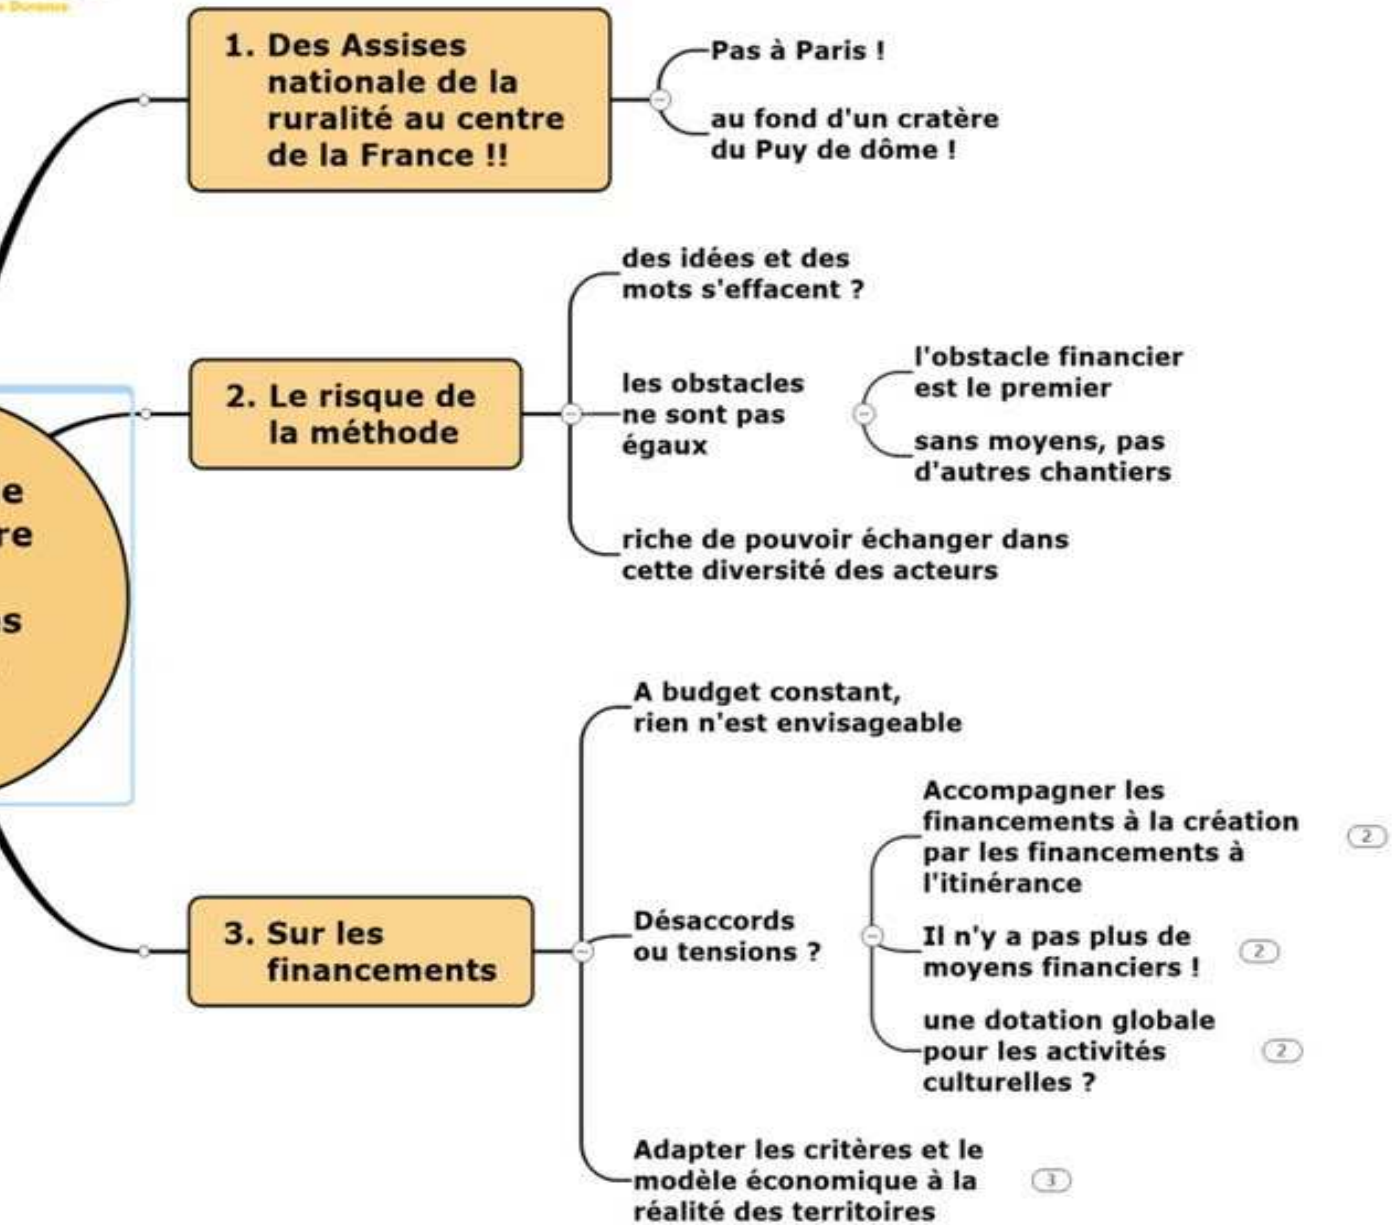 Durance
1. Des Assises
nationale de la
ruralité au centre
de la France !!
Pas à Paris !
au fond d'un cratère
du Puy de dôme !
2. Le risque de
la méthode
des idées et des
mots s'effacent ?
les obstacles
ne sont pas
égaux
l'obstacle financier
est le premier
sans moyens, pas
d'autres chantiers
riche de pouvoir échanger dans
cette diversité des acteurs
e
re
s
3. Sur les
financements
A budget constant,
rien n'est envisageable
Désaccords
ou tensions ?
Accompagner les
financements à la création
par les financements à
l'itinérance
2
Il n'y a pas plus de
moyens financiers !
2
une dotation globale
pour les activités
culturelles ?
2
Adapter les critères et le
modèle économique à la
réalité des territoires
3